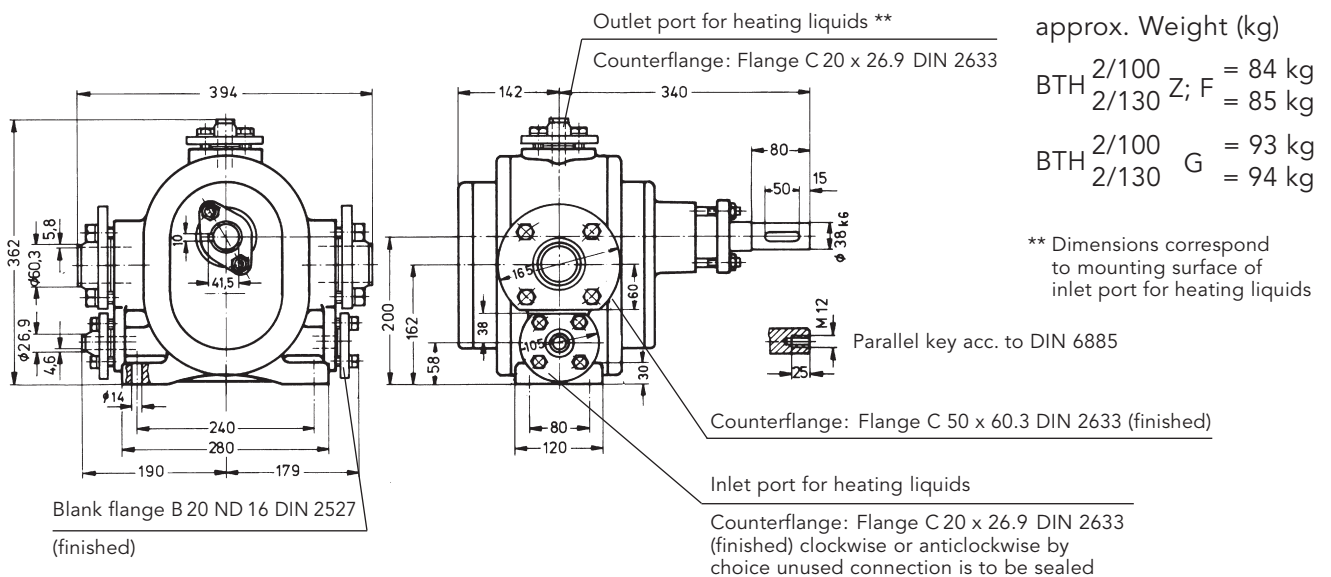 Outlet port for heating liquids **
Counterflange: Flange C 20 x 26.9 DIN 2633
approx. Weight (kg)
BTH 2/100 Z; F = 84 kg
2/130 = 85 kg
BTH 2/100 G = 93 kg
2/130 = 94 kg
** Dimensions correspond
to mounting surface of
inlet port for heating liquids
394
362
5,8
ϕ60,3
ϕ26,9
4,6
10
41,5
ϕ14
240
280
190
179
142
340
80
50
15
ϕ 38 k6
200
162
58
165
60
38
105
30
80
120
M 12
25
Parallel key acc. to DIN 6885
Counterflange: Flange C 50 x 60.3 DIN 2633 (finished)
Inlet port for heating liquids
Counterflange: Flange C 20 x 26.9 DIN 2633
(finished) clockwise or anticlockwise by
choice unused connection is to be sealed
Blank flange B 20 ND 16 DIN 2527
(finished)